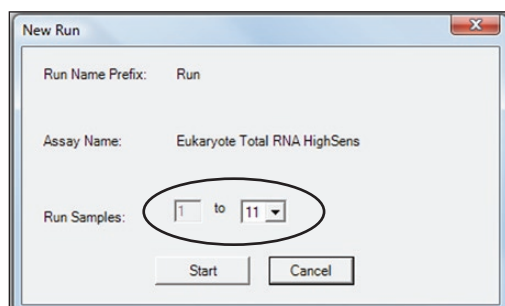 New Run
Run Name Prefix: Run
Assay Name: Eukaryote Total RNA HighSens
Run Samples: 1 to 11
Start Cancel